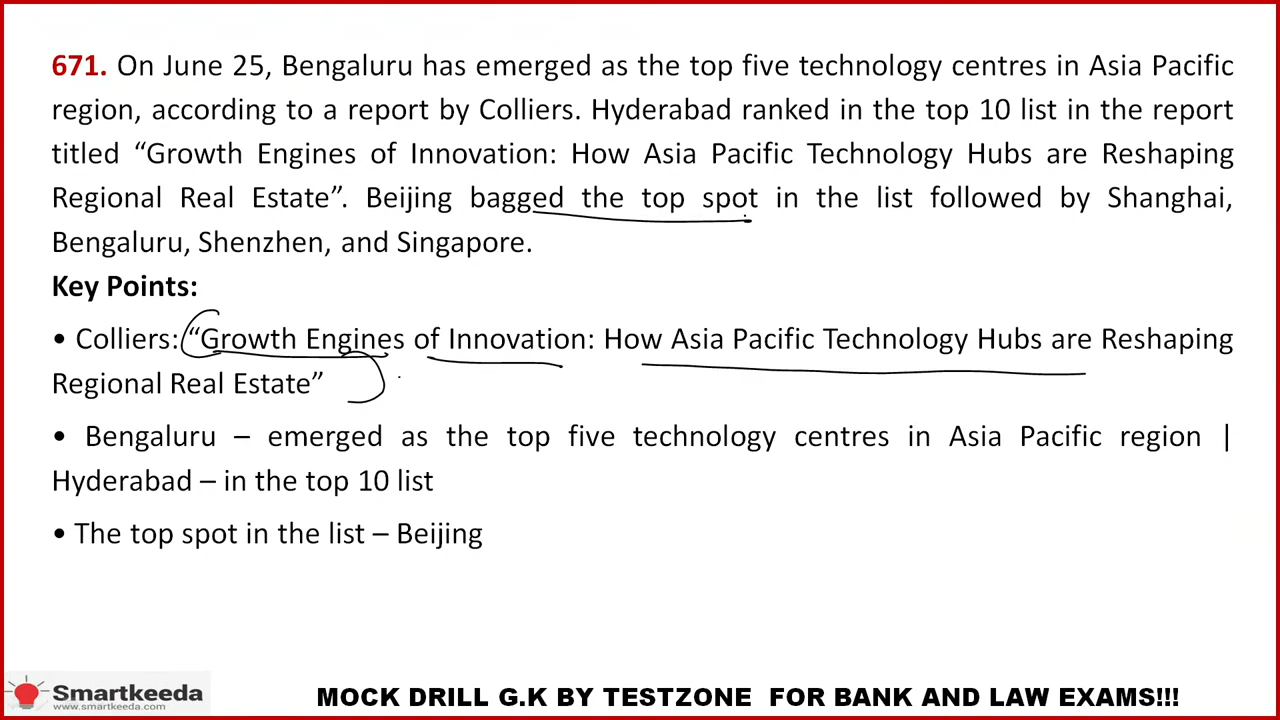 671. On June 25, Bengaluru has emerged as the top five technology centres in Asia Pacific
region, according to a report by Colliers. Hyderabad ranked in the top 10 list in the report
titled “Growth Engines of Innovation: How Asia Pacific Technology Hubs are Reshaping
Regional Real Estate”. Beijing bagged the top spot in the list followed by Shanghai,
Bengaluru, Shenzhen, and Singapore.
Key Points:
• Colliers: “Growth Engines of Innovation: How Asia Pacific Technology Hubs are Reshaping
Regional Real Estate”
• Bengaluru – emerged as the top five technology centres in Asia Pacific region |
Hyderabad – in the top 10 list
• The top spot in the list – Beijing
Smartkeeda
www.smartkeeda.com
MOCK DRILL G.K BY TESTZONE FOR BANK AND LAW EXAMS!!!